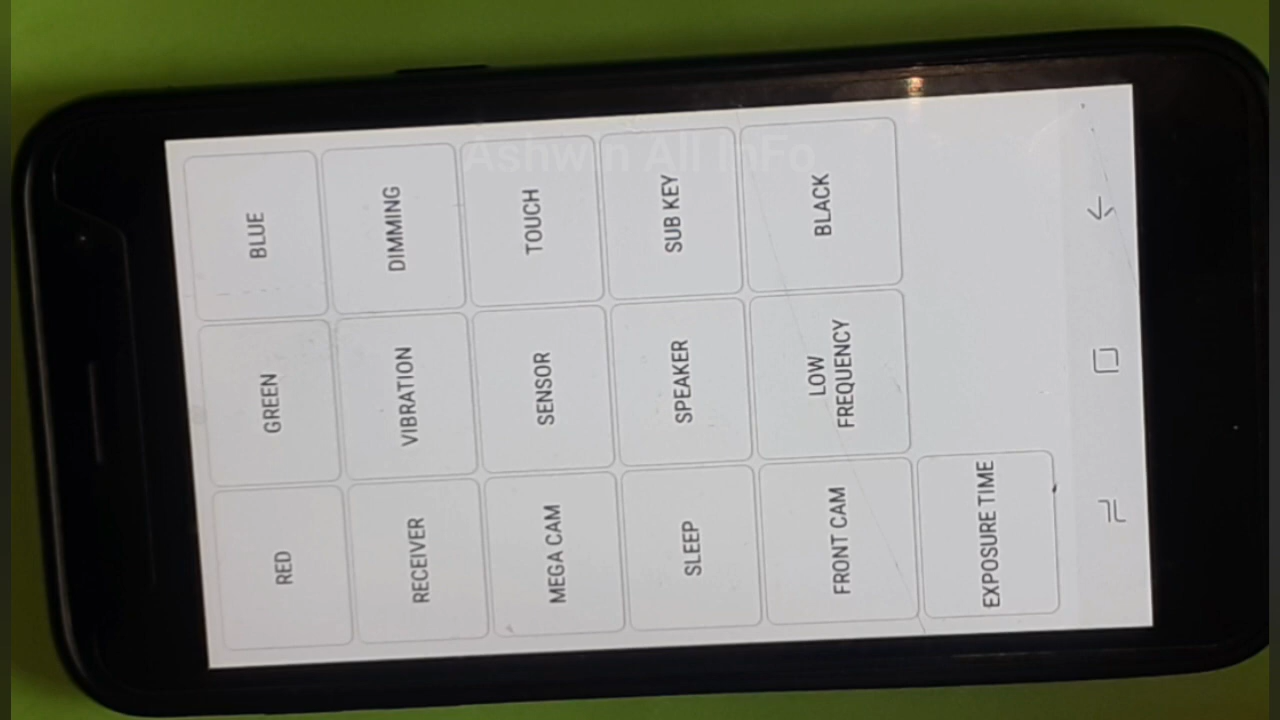 RED
GREEN
BLUE
RECEIVER
VIBRATION
DIMMING
MEGA CAM
SENSOR
TOUCH
SLEEP
SPEAKER
SUB KEY
FRONT CAM
LOW
FREQUENCY
BLACK
EXPOSURE TIME
Ashwin All InFo